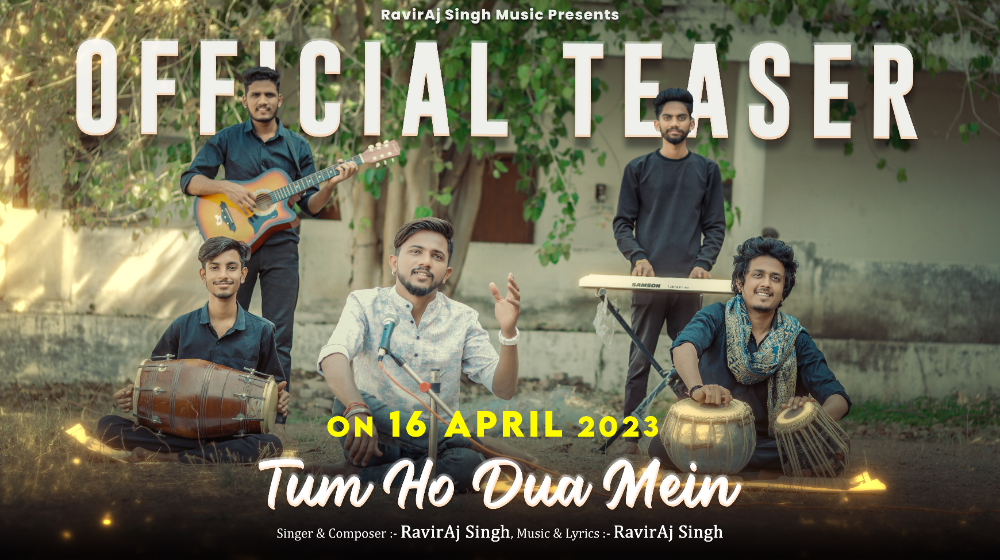 RavirAj Singh Music Presents
OFFICIAL TEASER
SAMSON
ON 16 APRIL 2023
Tum Ho Dua Mein
Singer & Composer :- RavirAj Singh, Music & Lyrics :- RavirAj Singh